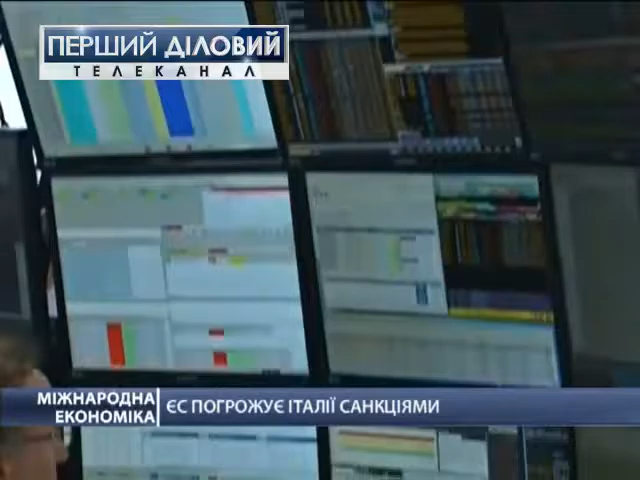 ПЕРШИЙ ДІЛОВИЙ
ТЕЛЕКАНАЛ
МІЖНАРОДНА
ЕКОНОМІКА
ЄС ПОГРОЖУЄ ІТАЛІЇ САНКЦІЯМИ